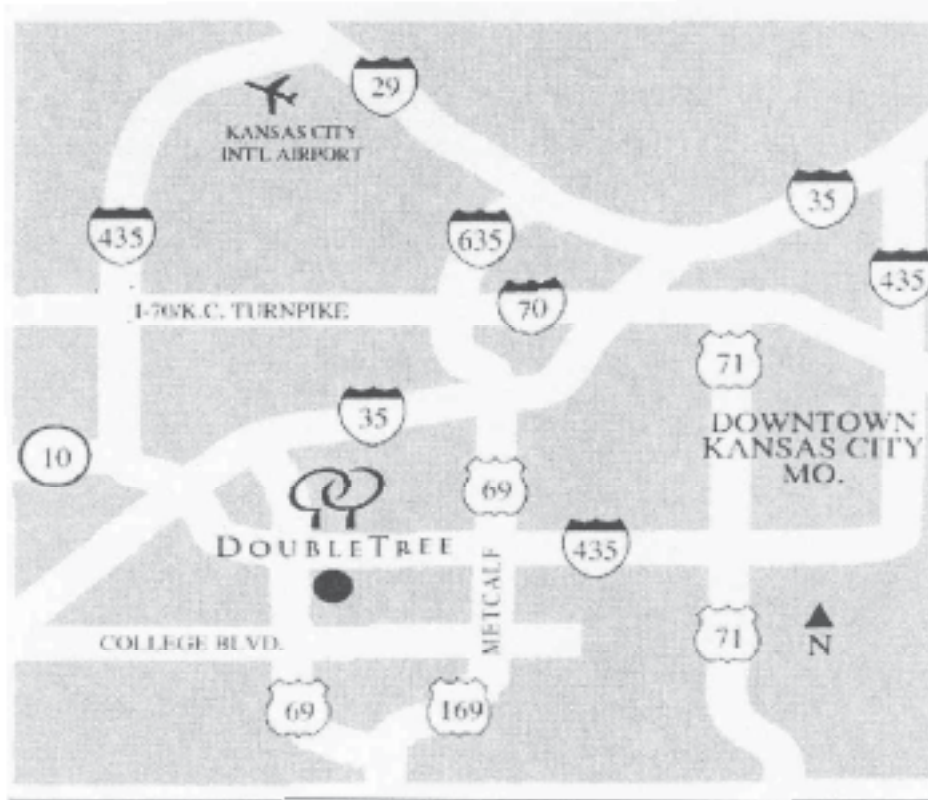 29
KANSAS CITY
INT'L AIRPORT
35
435
635
435
70
I-70/K.C. TURNPIKE
71
35
DOWNTOWN
KANSAS CITY
MO.
10
69
DOUBLETREE
435
METCALF
71
N
COLLEGE BLVD.
69
169